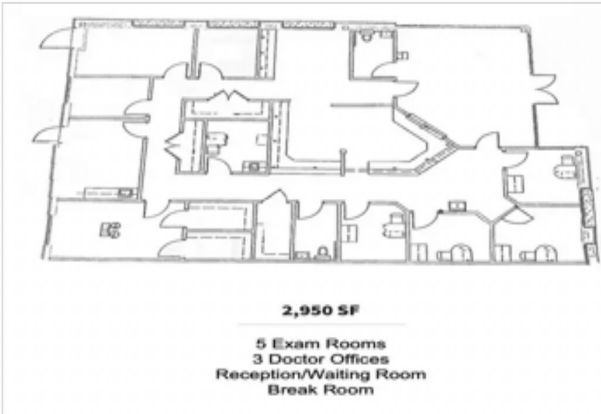 2,950 SF
5 Exam Rooms
3 Doctor Offices
Reception/Waiting Room
Break Room